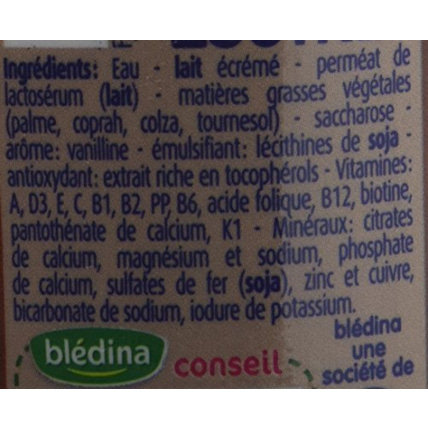 Ingrédients: Eau - lait écrémé - perméat de
lactosérum (lait) - matières grasses végétales
(palme, coprah, colza, tournesol) - saccharose -
arôme: vanilline - émulsifiant: lécithines de soja -
antioxydant: extrait riche en tocophérols - Vitamines:
A, D3, E, C, B1, B2, PP, B6, acide folique, B12, biotine,
pantothénate de calcium, K1 - Minéraux: citrates
de calcium, magnésium et sodium, phosphate
de calcium, sulfates de fer (soja), zinc et cuivre,
bicarbonate de sodium, iodure de potassium.
blédina
conseil
blédina
une
société de